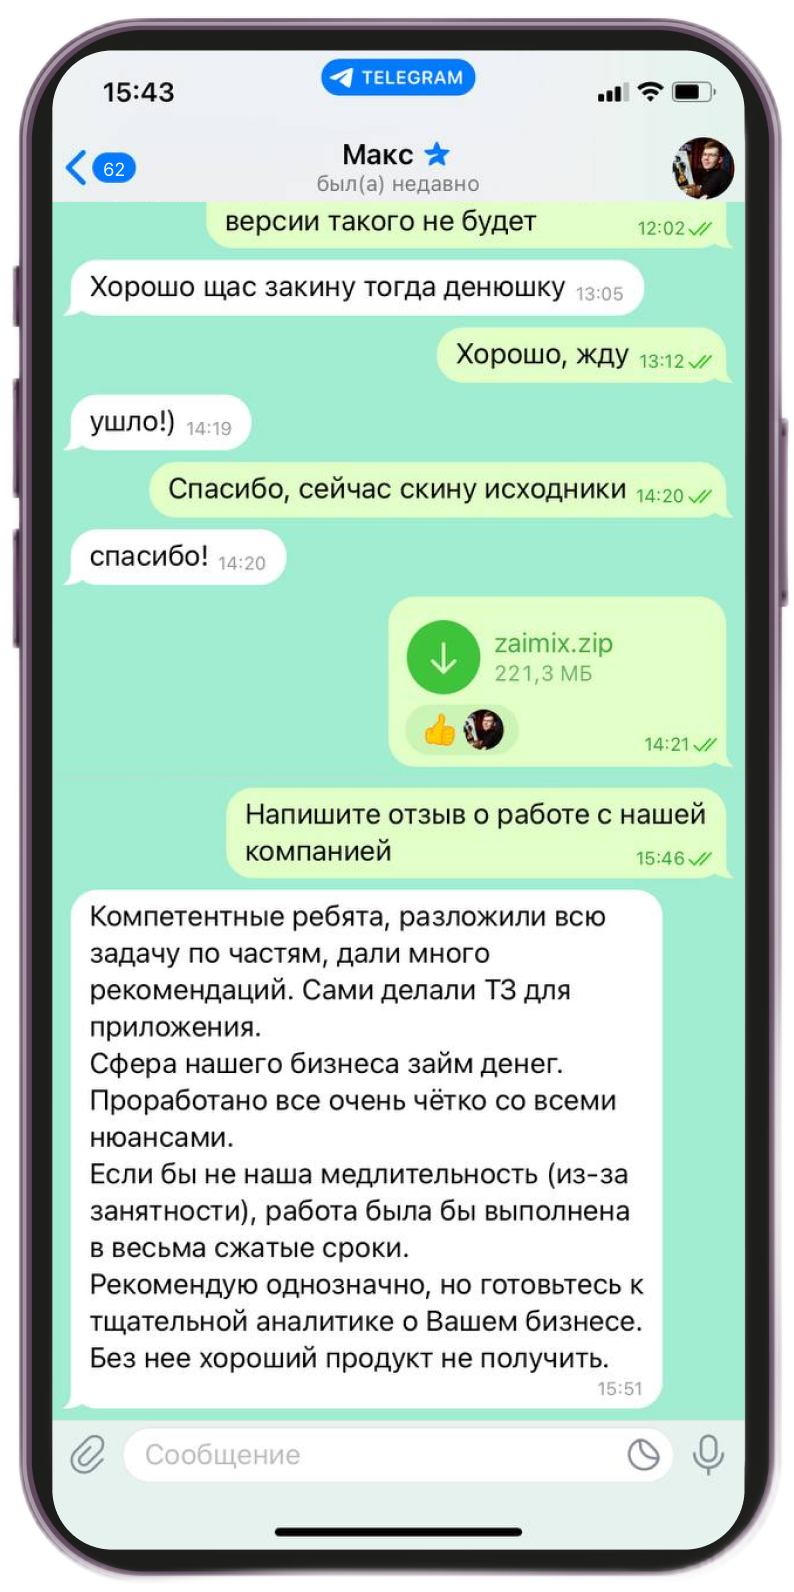 15:43
TELEGRAM
62
Макс
был(а) недавно
версии такого не будет 12:02
Хорошо щас закину тогда денюшку 13:05
Хорошо, жду 13:12
ушло!) 14:19
Спасибо, сейчас скину исходники 14:20
спасибо! 14:20
zaimix.zip
221,3 МБ
14:21
Напишите отзыв о работе с нашей
компанией 15:46
Компетентные ребята, разложили всю
задачу по частям, дали много
рекомендаций. Сами делали ТЗ для
приложения.
Сфера нашего бизнеса займ денег.
Проработано все очень чётко со всеми
нюансами.
Если бы не наша медлительность (из-за
занятности), работа была бы выполнена
в весьма сжатые сроки.
Рекомендую однозначно, но готовьтесь к
тщательной аналитике о Вашем бизнесе.
Без нее хороший продукт не получить.
15:51
Сообщение